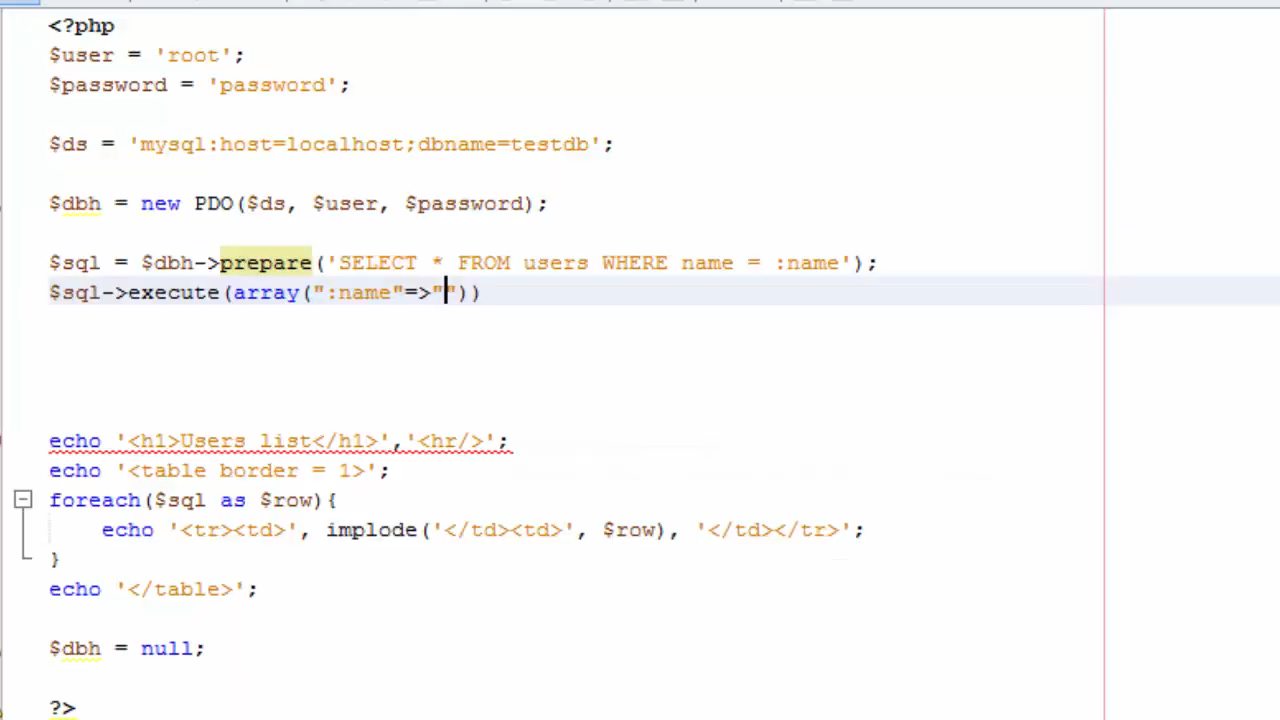 <?php
$user = 'root';
$password = 'password';
$ds = 'mysql:host=localhost;dbname=testdb';
$dbh = new PDO($ds, $user, $password);
$sql = $dbh->prepare('SELECT * FROM users WHERE name = :name');
$sql->execute(array(":name"=>""))
echo '<h1>Users list</h1>','<hr/>';
echo '<table border = 1>';
foreach($sql as $row){
    echo '<tr><td>', implode('</td><td>', $row), '</td></tr>';
}
echo '</table>';
$dbh = null;
?>